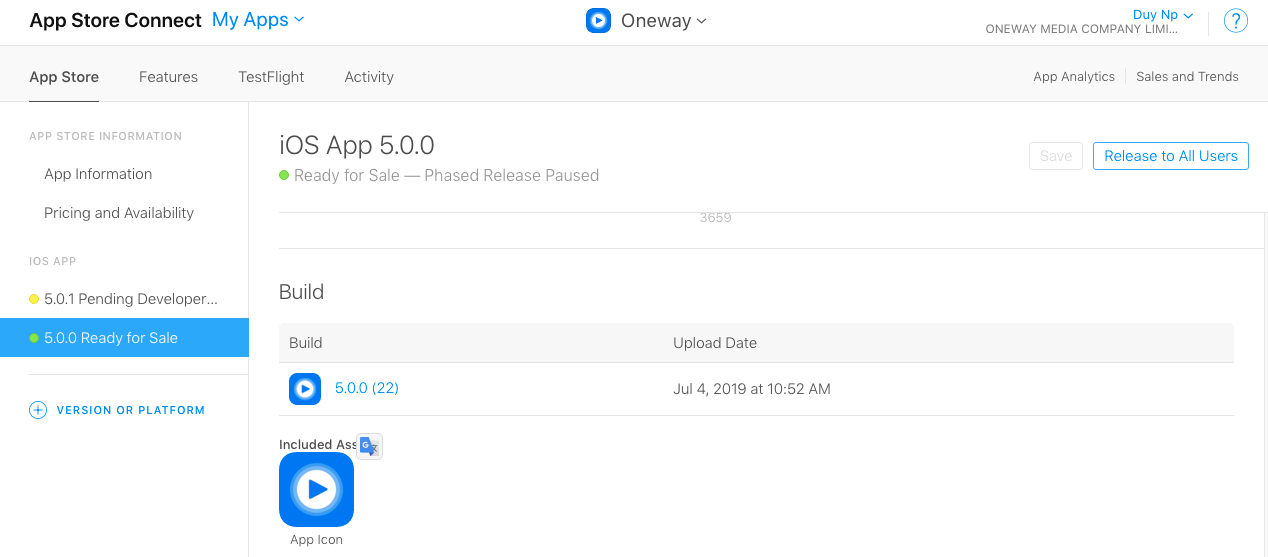 App Store Connect My Apps
Oneway
Duy Np
ONEWAY MEDIA COMPANY LIMI...
?
App Store Features TestFlight Activity
App Analytics Sales and Trends
APP STORE INFORMATION
App Information
Pricing and Availability
IOS APP
5.0.1 Pending Developer...
5.0.0 Ready for Sale
+ VERSION OR PLATFORM
iOS App 5.0.0
Ready for Sale — Phased Release Paused
Save Release to All Users
3659
Build
Build Upload Date
5.0.0 (22) Jul 4, 2019 at 10:52 AM
Included Ass
G
App Icon